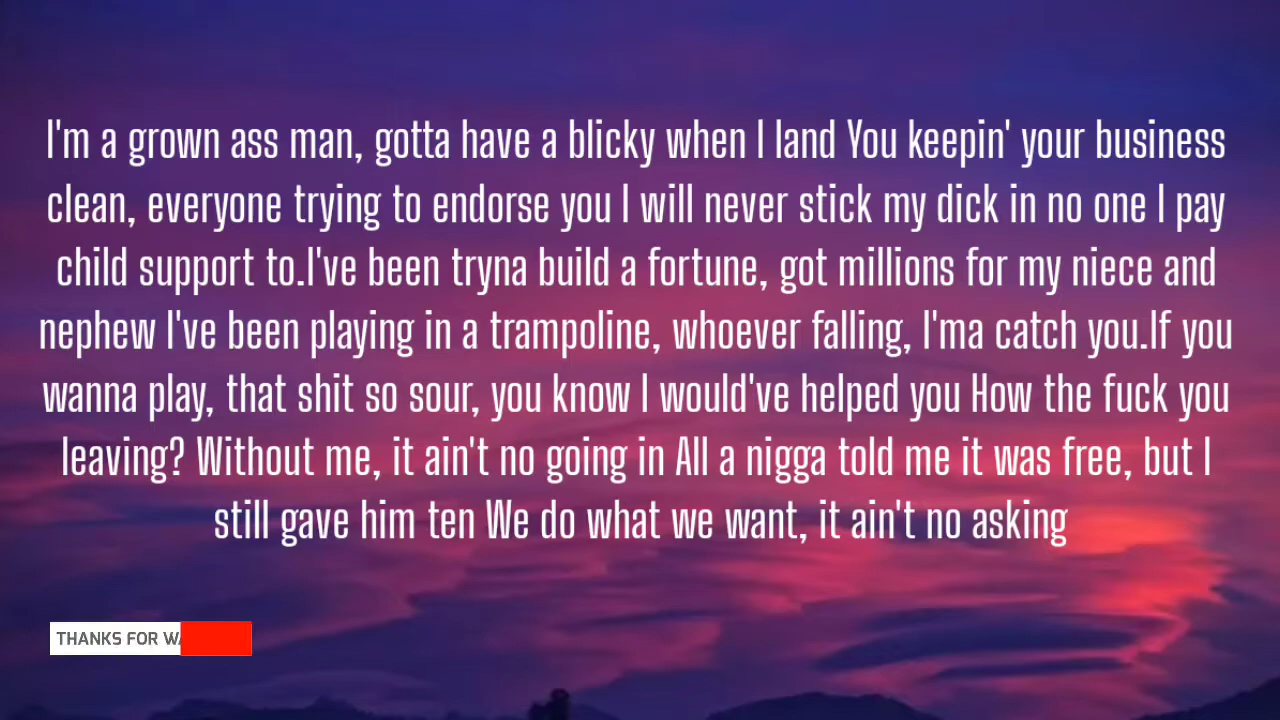 I'm a grown ass man, gotta have a blicky when I land You keepin' your business
clean, everyone trying to endorse you I will never stick my dick in no one I pay
child support to.I've been tryna build a fortune, got millions for my niece and
nephew I've been playing in a trampoline, whoever falling, I'ma catch you.If you
wanna play, that shit so sour, you know I would've helped you How the fuck you
leaving? Without me, it ain't no going in All a nigga told me it was free, but I
still gave him ten We do what we want, it ain't no asking
THANKS FOR